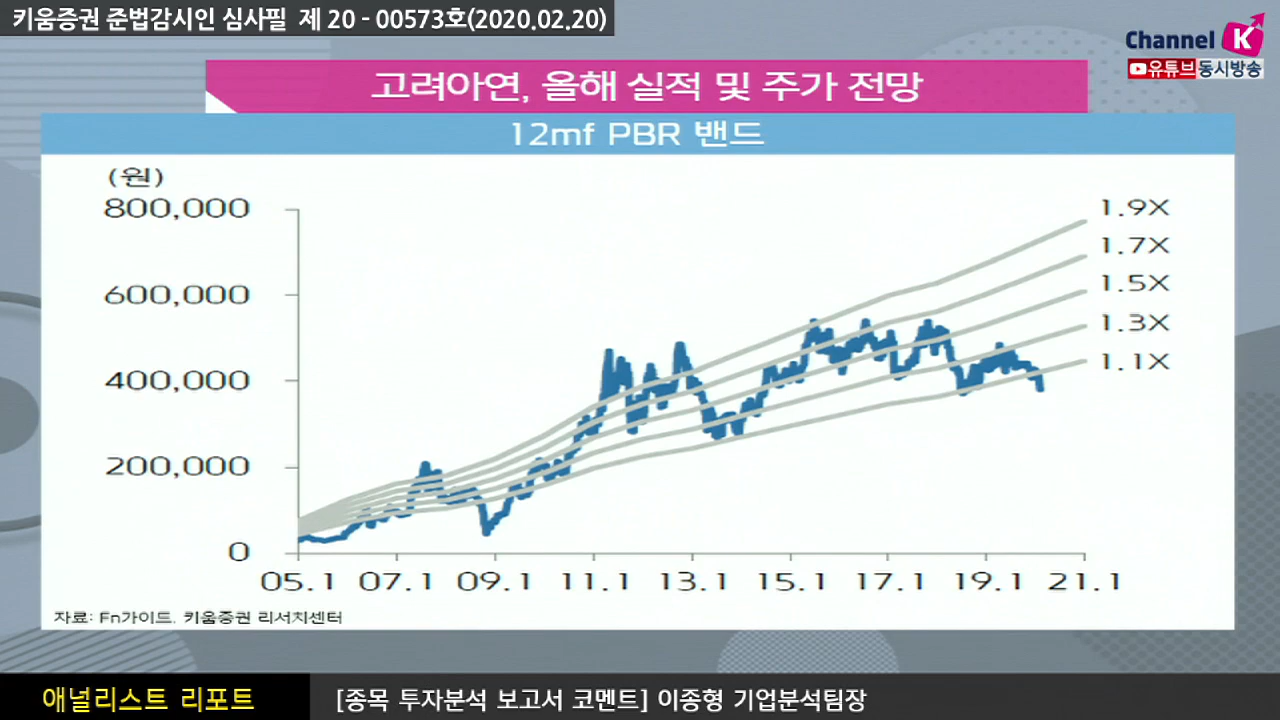 키움증권 준법감시인 심사필 제 20 - 00573호(2020.02.20)
Channel K
유튜브동시방송
고려아연, 올해 실적 및 주가 전망
12mf PBR 밴드
(원)
800,000
600,000
400,000
200,000
0
1.9X
1.7X
1.5X
1.3X
1.1X
05.1 07.1 09.1 11.1 13.1 15.1 17.1 19.1 21.1
자료: Fn가이드, 키움증권 리서치센터
애널리스트 리포트
[종목 투자분석 보고서 코멘트] 이종형 기업분석팀장